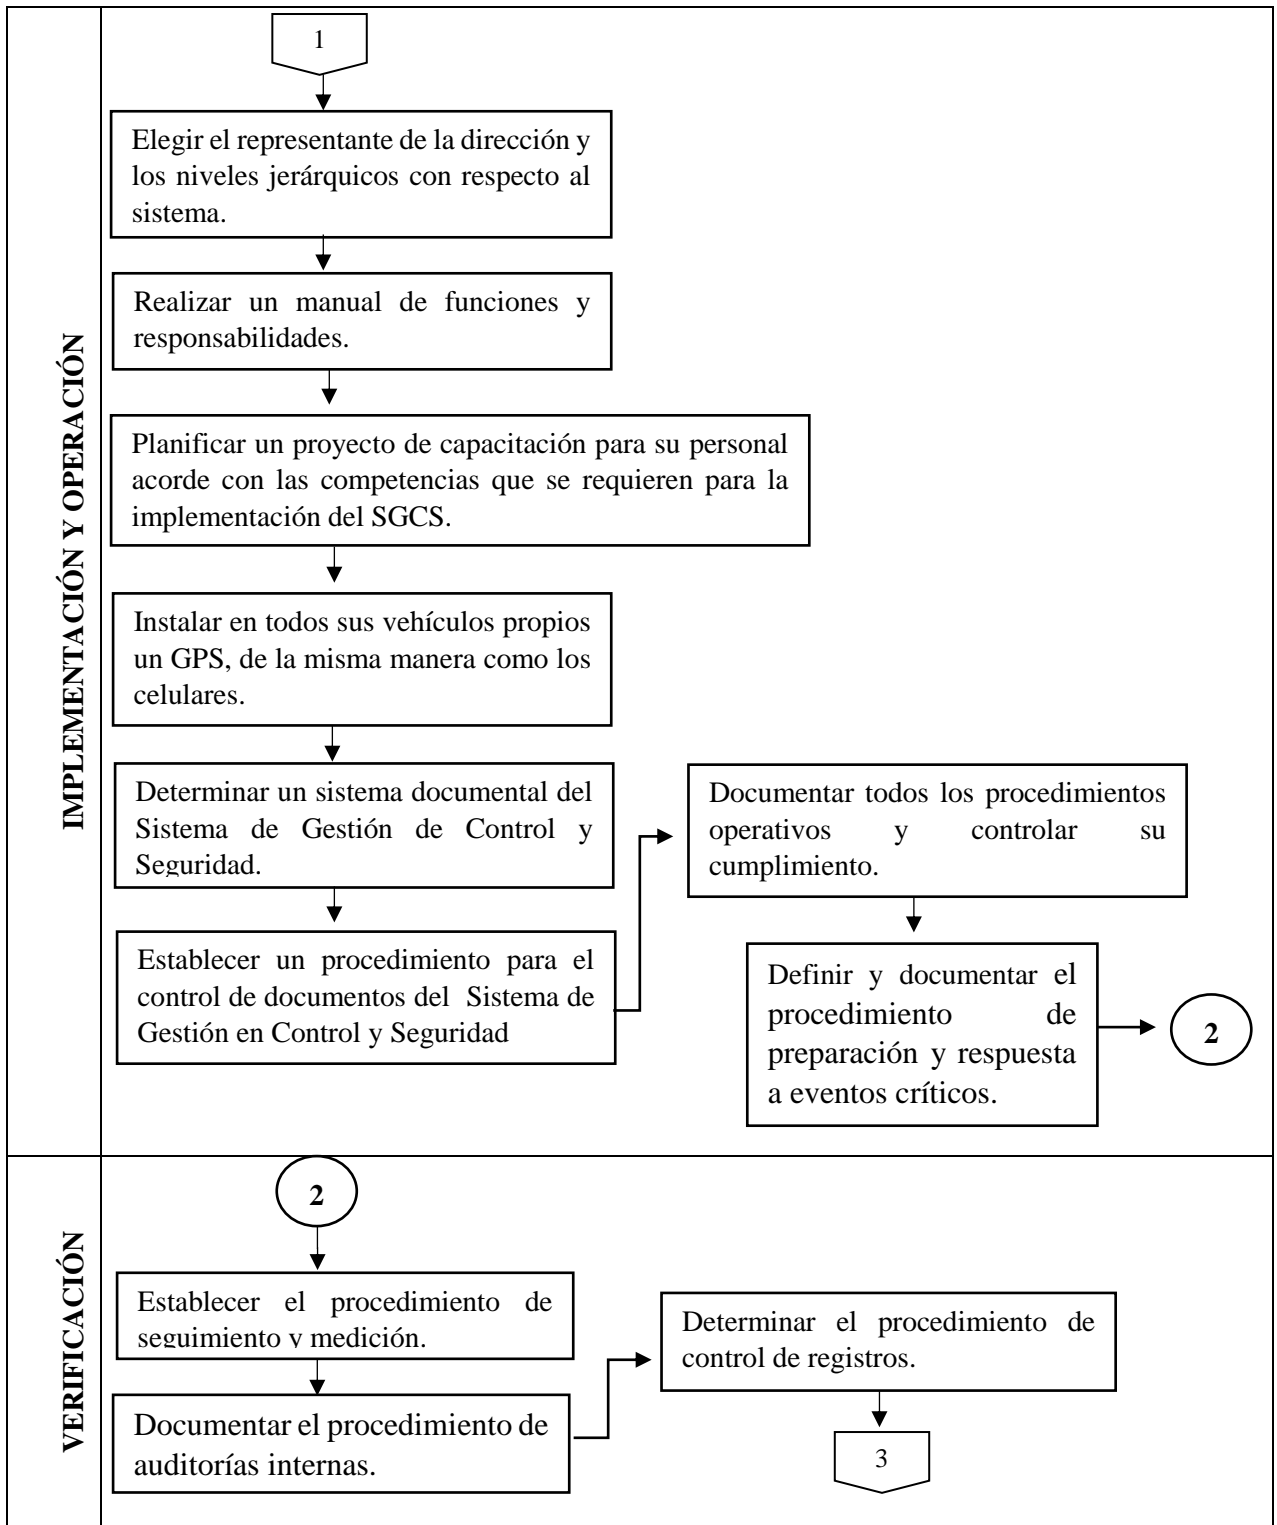 IMPLEMENTACIÓN Y OPERACIÓN
1
Elegir el representante de la dirección y
los niveles jerárquicos con respecto al
sistema.
Realizar un manual de funciones y
responsabilidades.
Planificar un proyecto de capacitación para su personal
acorde con las competencias que se requieren para la
implementación del SGCS.
Instalar en todos sus vehículos propios
un GPS, de la misma manera como los
celulares.
Determinar un sistema documental del
Sistema de Gestión de Control y
Seguridad.
Establecer un procedimiento para el
control de documentos del Sistema de
Gestión en Control y Seguridad
Documentar todos los procedimientos
operativos y controlar su
cumplimiento.
Definir y documentar el
procedimiento de
preparación y respuesta
a eventos críticos.
2
VERIFICACIÓN
2
Establecer el procedimiento de
seguimiento y medición.
Documentar el procedimiento de
auditorías internas.
Determinar el procedimiento de
control de registros.
3